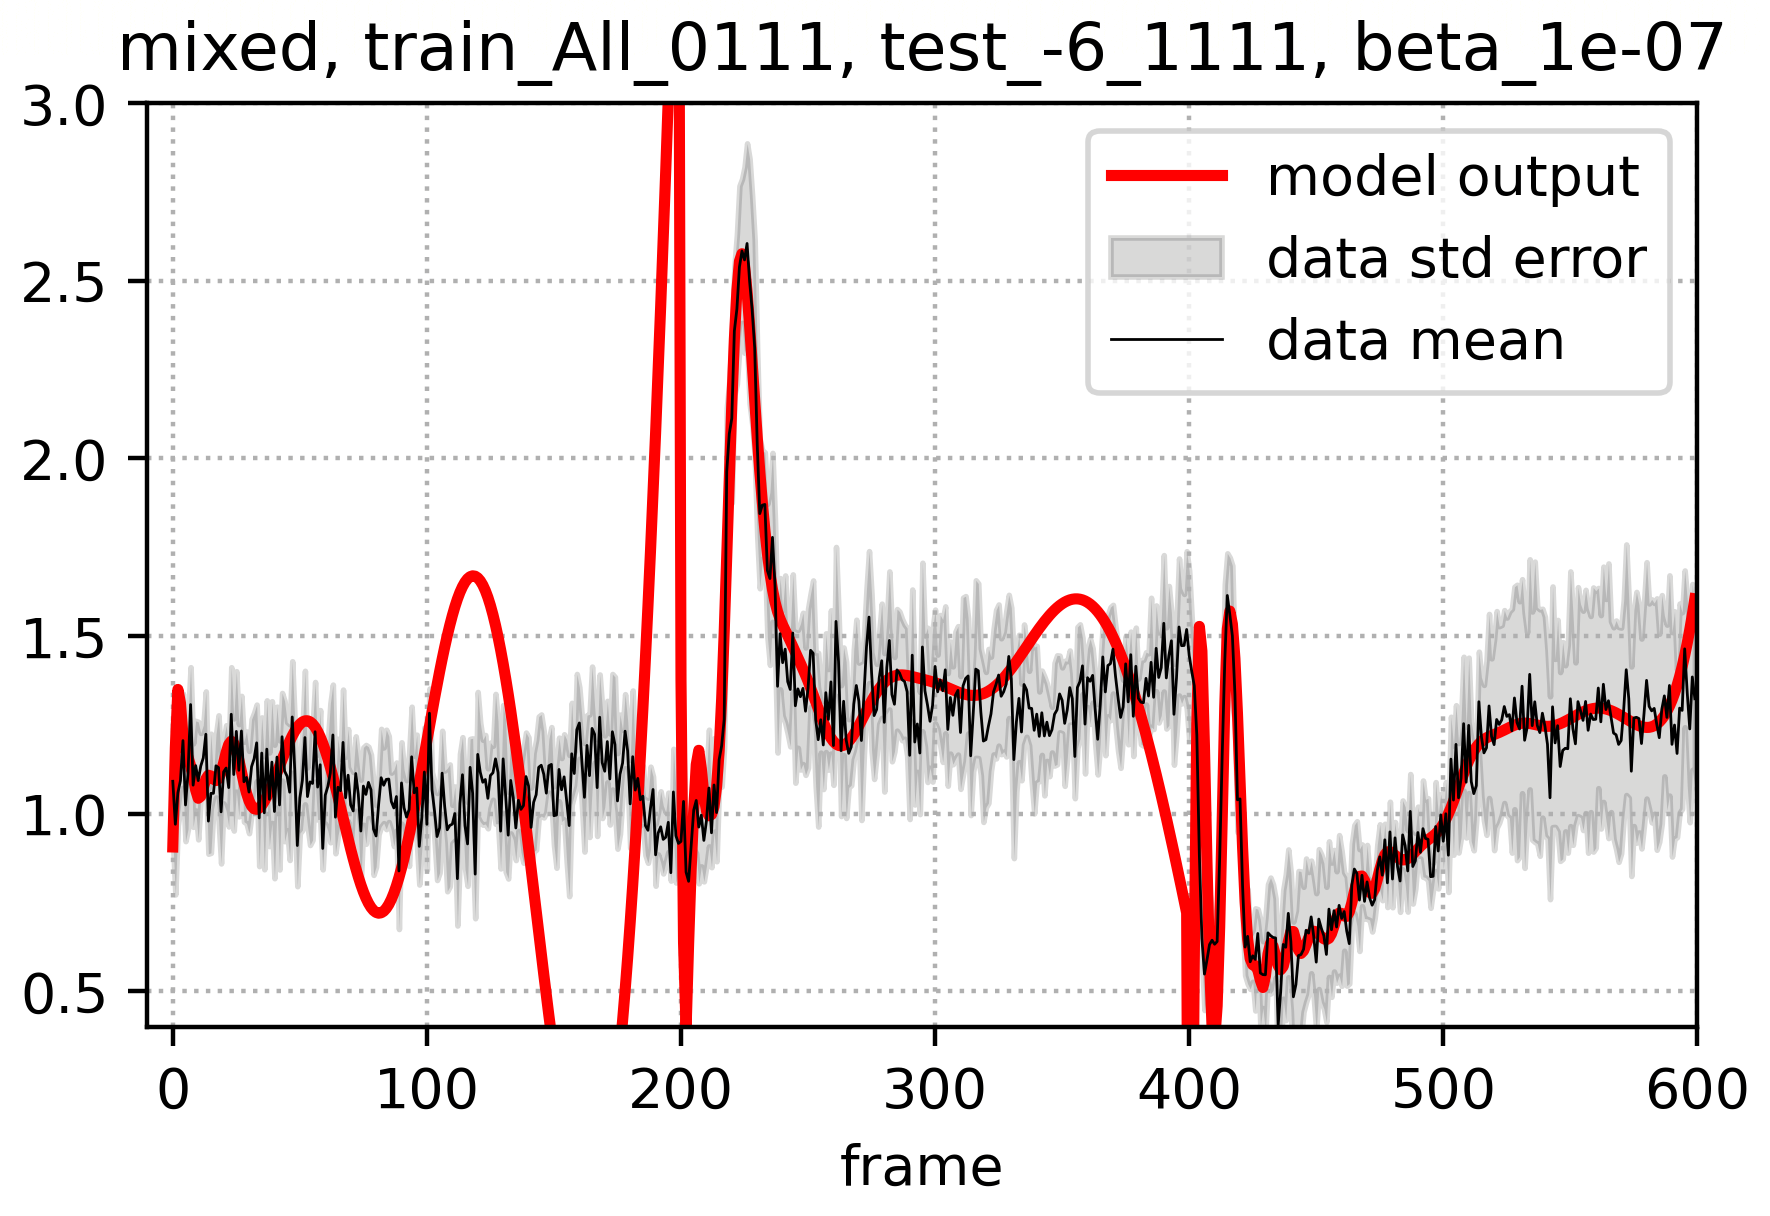 mixed, train_All_0111, test_-6_1111, beta_1e-07
3.0
2.5
2.0
1.5
1.0
0.5
model output
data std error
data mean
0 100 200 300 400 500 600
frame